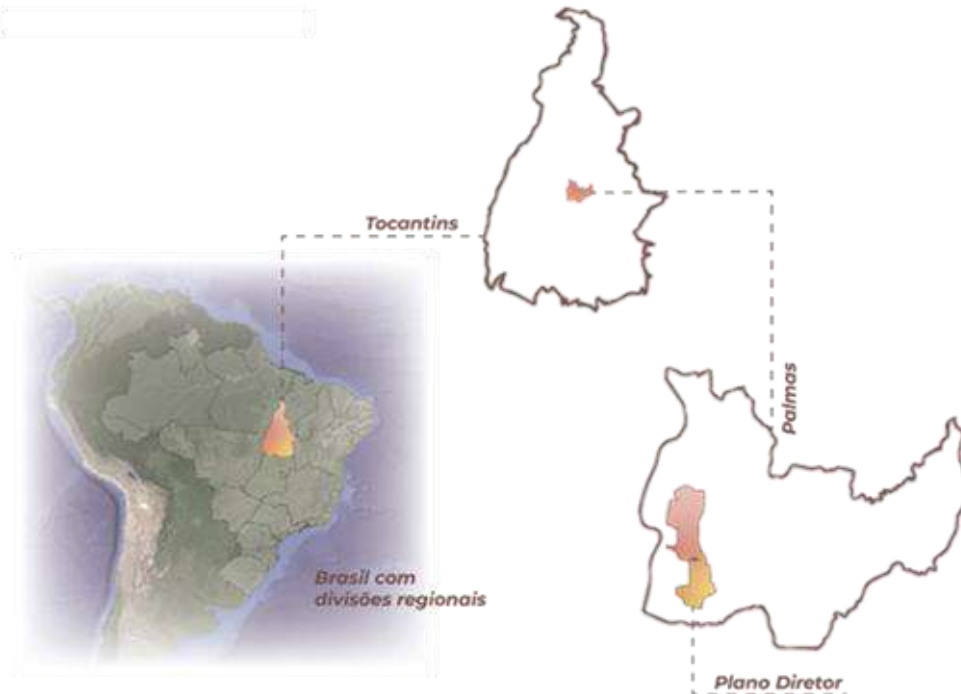 Tocantins
Palmas
Brasil com
divisões regionais
Plano Diretor